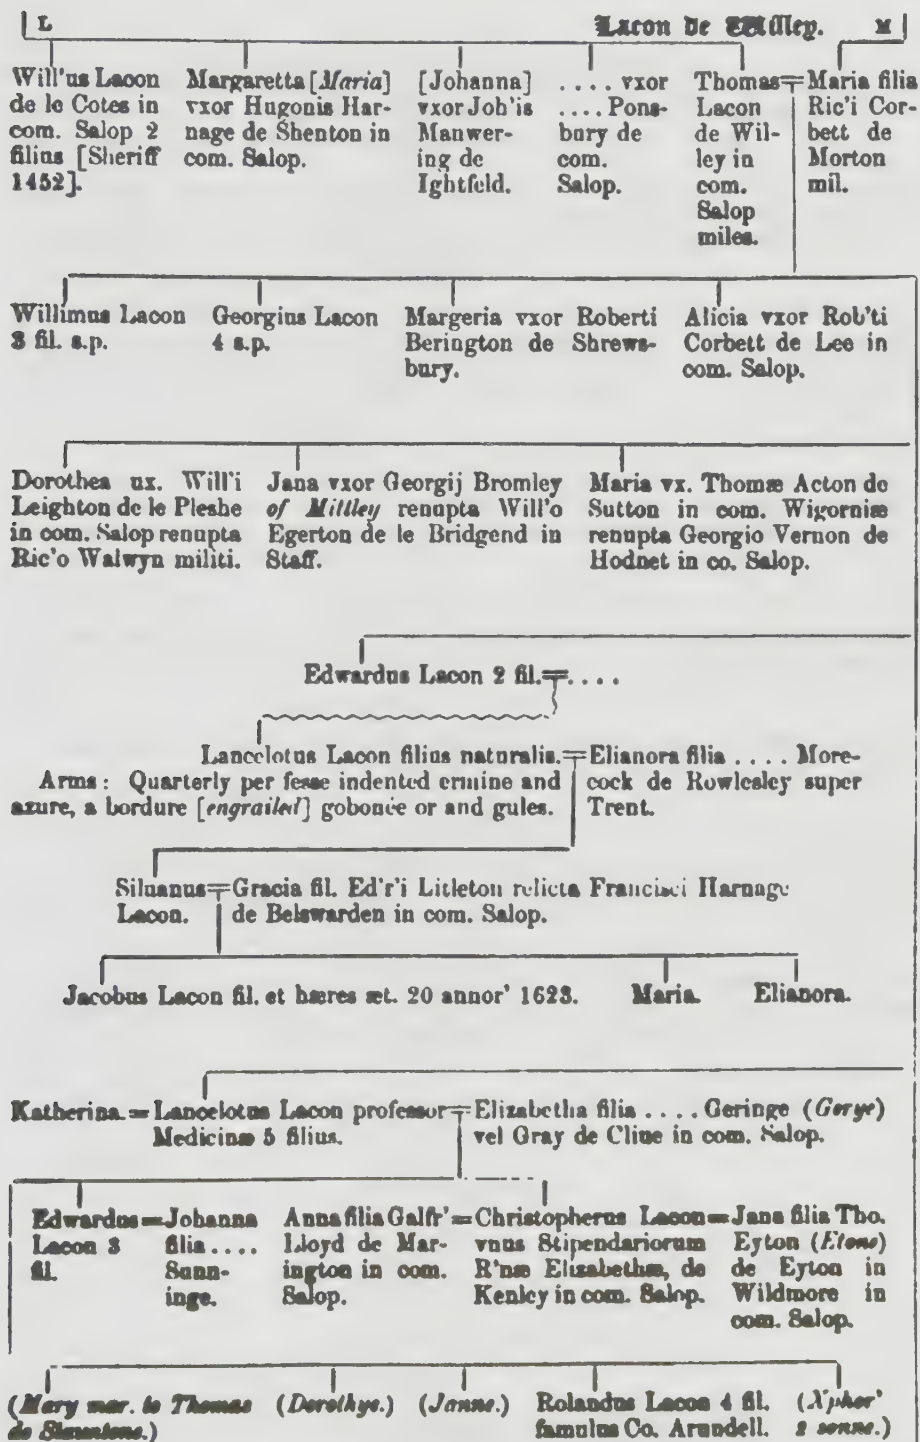 L Lacon de Willey. M
Will'us Lacon de le Cotes in com. Salop 2 filius [Sheriff 1452].
Margaretta [Maria] vxor Hugonis Harnage de Shenton in com. Salop.
[Johanna] vxor Joh'is Manwering de Ightfeld.
.... vxor .... Ponsbury de com. Salop.
Thomas Lacon de Willey in com. Salop miles.
Maria filia Ric'i Corbett de Morton mil.
Willimus Lacon 3 fil. s.p.
Georgius Lacon 4 s.p.
Margeria vxor Roberti Berington de Shrewsbury.
Alicia vxor Rob'ti Corbett de Lee in com. Salop.
Dorothea ux. Will'i Leighton de le Pleshe in com. Salop renupta Ric'o Walwyn militi.
Jana vxor Georgij Bromley of Mittley renupta Will'o Egerton de le Bridgend in Staff.
Maria vx. Thomæ Acton de Sutton in com. Wigorniæ renupta Georgio Vernon de Hodnet in co. Salop.
Edwardus Lacon 2 fil.=....
Lancelotus Lacon filius naturalis.=
Arms: Quarterly per fesse indented ermine and azure, a bordure [engrailed] gobonée or and gules.
Elianora filia .... Morecock de Rowlesley super Trent.
Siluanus Lacon.=
Gracia fil. Ed'r'i Litleton relicta Francisci Harnage de Belswarden in com. Salop.
Jacobus Lacon fil. et hæres æt. 20 annor' 1623.
Maria.
Elianora.
Katherina.=
Lancelotus Lacon professor Medicinæ 5 filius.=
Elizabetha filia .... Geringe (Gerye) vel Gray de Cline in com. Salop.
Edwardus Lacon 3 fil.=
Johanna filia.... Sunninge.
Anna filia Galfr' Lloyd de Marington in com. Salop.=
Christopherus Lacon vnus Stipendariorum R'næ Elizabethæ, de Kenley in com. Salop.=
Jana filia Tho. Eyton (Etone) de Eyton in Wildmore in com. Salop.
(Mary mar. to Thomas de Stauntone.)
(Dorothye.)
(Janne.)
Rolandus Lacon 4 fil. famulus Co. Arundell.
(Xpher' 2 sonne.)